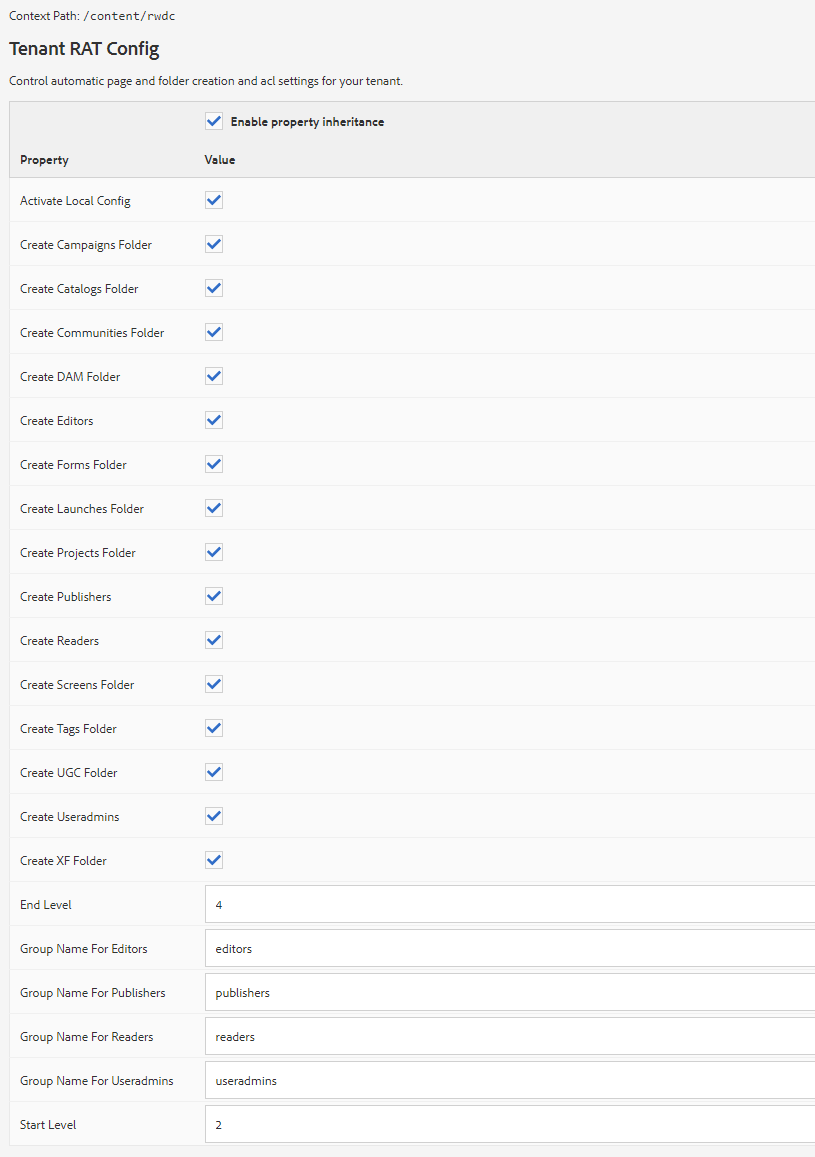 Context Path: /content/rwdc
Tenant RAT Config
Control automatic page and folder creation and acl settings for your tenant.
Enable property inheritance
Property Value
Activate Local Config
Create Campaigns Folder
Create Catalogs Folder
Create Communities Folder
Create DAM Folder
Create Editors
Create Forms Folder
Create Launches Folder
Create Projects Folder
Create Publishers
Create Readers
Create Screens Folder
Create Tags Folder
Create UGC Folder
Create Useradmins
Create XF Folder
End Level 4
Group Name For Editors editors
Group Name For Publishers publishers
Group Name For Readers readers
Group Name For Useradmins useradmins
Start Level 2